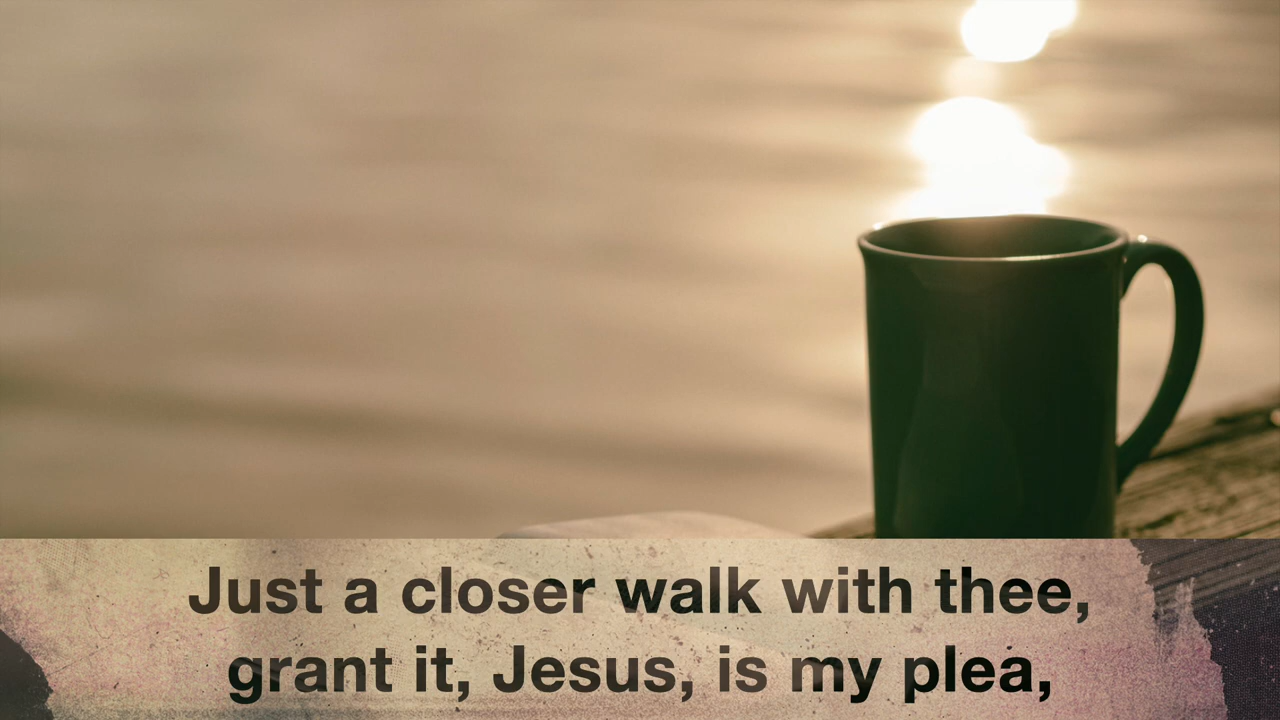 Just a closer walk with thee,
grant it, Jesus, is my plea,